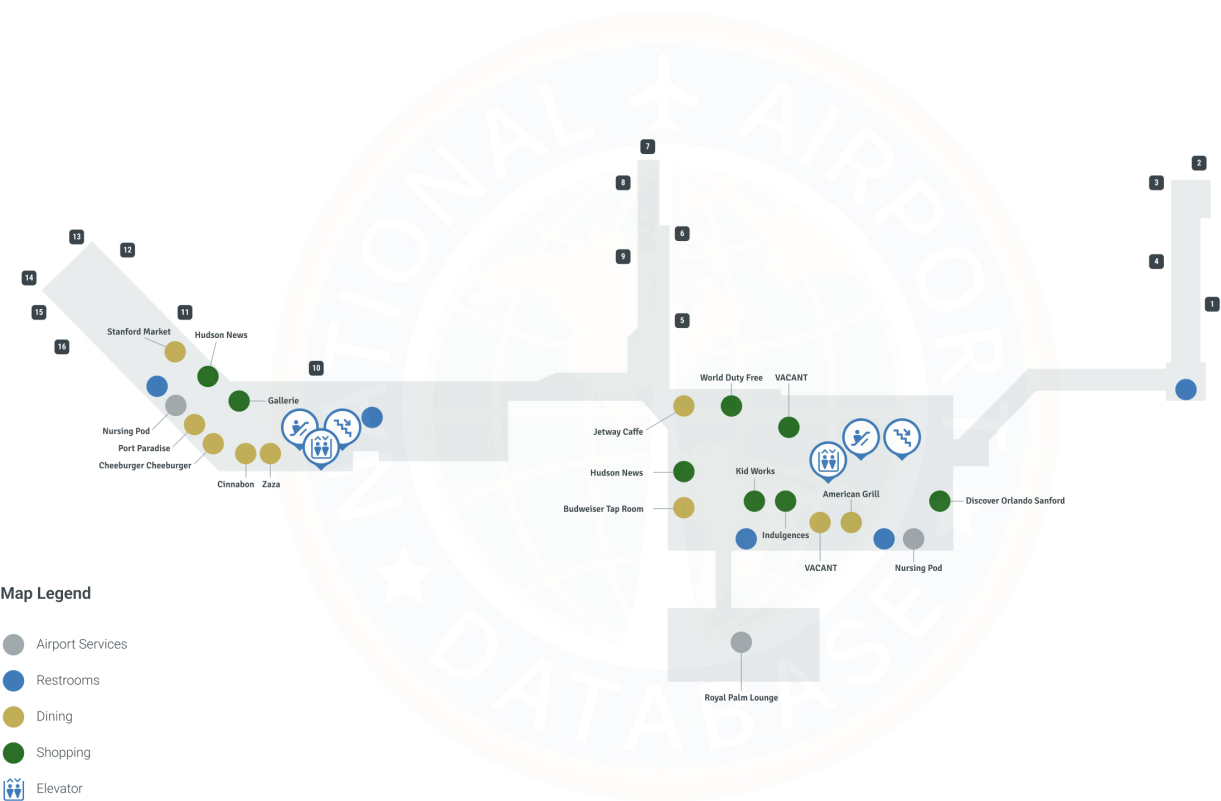 NATIONAL AIRPORT
DATABASE
7
2
8
3
6
13
12
9
4
14
1
15
11
5
16
Stanford Market
Hudson News
10
World Duty Free
VACANT
Gallerie
Nursing Pod
Jetway Caffe
Port Paradise
Cheeburger Cheeburger
Hudson News
Kid Works
Cinnabon
Zaza
American Grill
Discover Orlando Sanford
Budweiser Tap Room
Indulgences
VACANT
Nursing Pod
Map Legend
Airport Services
Restrooms
Royal Palm Lounge
Dining
Shopping
Elevator